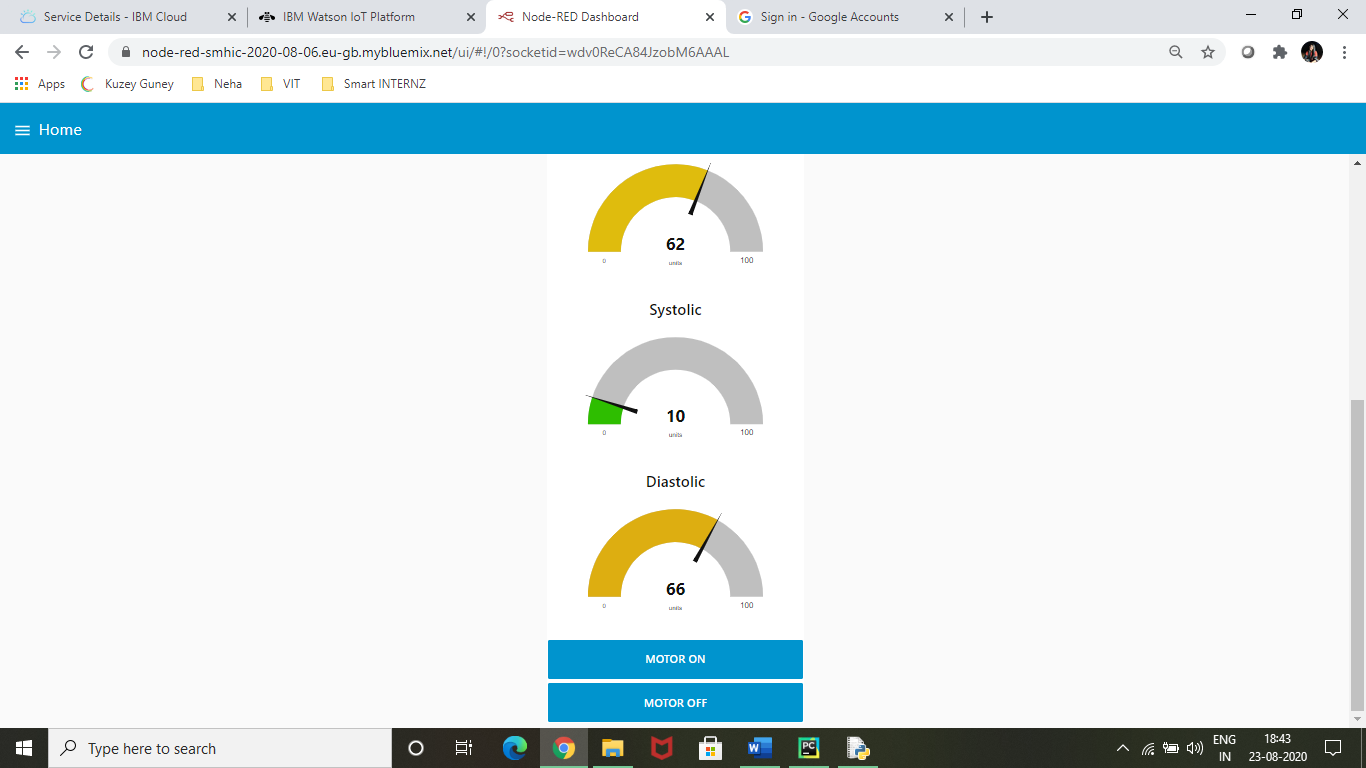 Service Details - IBM Cloud
IBM Watson IoT Platform
Node-RED Dashboard
Sign in - Google Accounts
node-red-smhic-2020-08-06.eu-gb.mybluemix.net/ui/#!/0?socketid=wdv0ReCA84JzobM6AAAL
Apps
Kuzey Guney
Neha
VIT
Smart INTERNZ
Home
62
0
units
100
Systolic
10
0
units
100
Diastolic
66
0
units
100
MOTOR ON
MOTOR OFF
Type here to search
ENG
IN
18:43
23-08-2020